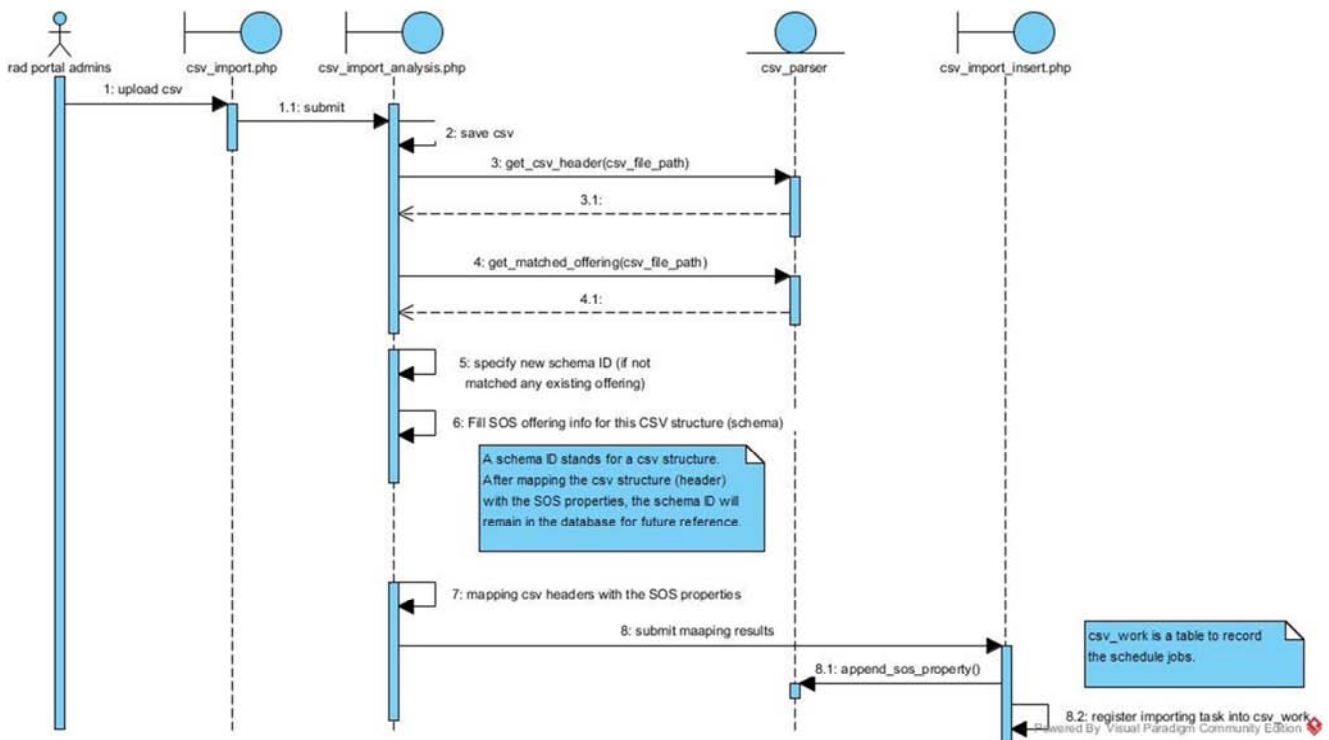 rad portal admins
csv_import.php
csv_import_analysis.php
csv_parser
csv_import_insert.php
1: upload csv
1.1: submit
2: save csv
3: get_csv_header(csv_file_path)
3.1:
4: get_matched_offering(csv_file_path)
4.1:
5: specify new schema ID (if not
matched any existing offering)
6: Fill SOS offering info for this CSV structure (schema)
A schema ID stands for a csv structure.
After mapping the csv structure (header)
with the SOS properties, the schema ID will
remain in the database for future reference.
7: mapping csv headers with the SOS properties
8: submit maaping results
csv_work is a table to record
the schedule jobs.
8.1: append_sos_property()
8.2: register importing task into csv_work
Powered By Visual Paradigm Community Edition